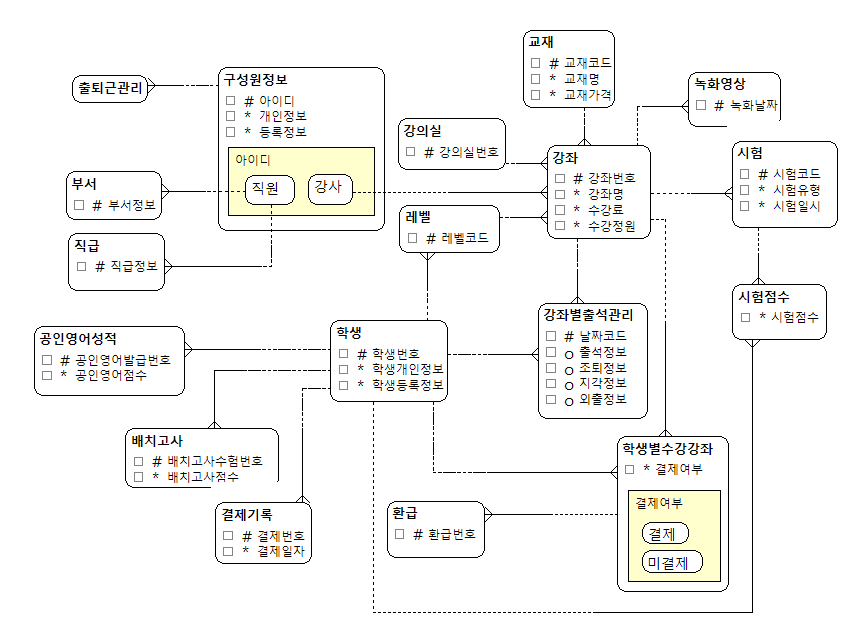 출퇴근관리
구성원정보
# 아이디
* 개인정보
* 등록정보
아이디
직원
강사
교재
# 교재코드
* 교재명
* 교재가격
녹화영상
# 녹화날짜
강의실
# 강의실번호
강좌
# 강좌번호
* 강좌명
* 수강료
* 수강정원
시험
# 시험코드
* 시험유형
* 시험일시
부서
# 부서정보
직급
# 직급정보
레벨
# 레벨코드
시험점수
* 시험점수
공인영어성적
# 공인영어발급번호
* 공인영어점수
학생
# 학생번호
* 학생개인정보
* 학생등록정보
강좌별출석관리
# 날짜코드
o 출석정보
o 조퇴정보
o 지각정보
o 외출정보
배치고사
# 배치고사수험번호
* 배치고사점수
결제기록
# 결제번호
* 결제일자
환급
# 환급번호
학생별수강강좌
* 결제여부
결제여부
결제
미결제